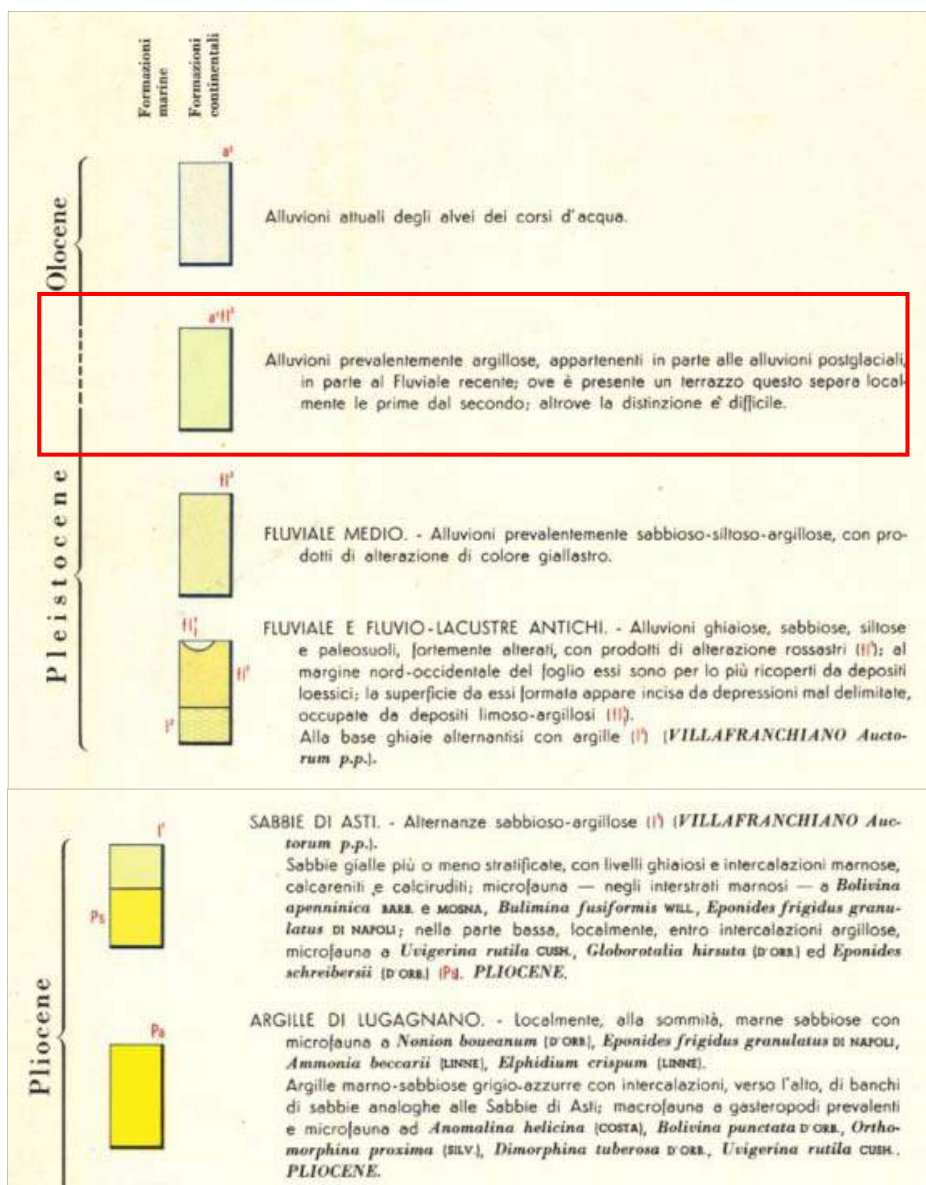 Formazioni
marine
Formazioni
continentali
Olocene
Pleistocene
a³
Alluvioni attuali degli alvei dei corsi d'acqua.
Alluvioni prevalentemente argillose, appartenenti in parte alle alluvioni postglaciali,
in parte al Fluviale recente; ove è presente un terrazzo questo separa local-
mente le prime dal secondo; altrove la distinzione e' difficile.
FLUVIALE MEDIO. - Alluvioni prevalentemente sabbioso-siltoso-argillose, con pro-
dotti di alterazione di colore giallastro.
FLUVIALE E FLUVIO-LACUSTRE ANTICHI. - Alluvioni ghiaiose, sabbiose, siltose
e paleosuoli, fortemente alterati, con prodotti di alterazione rossastri al
margine nord-occidentale del foglio essi sono per lo più ricoperti da depositi
loessici; la superficie da essi formata appare incisa da depressioni mal delimitate,
occupate da depositi limoso-argillosi
Alla base ghiaie alternantisi con argille (VILLAFRANCHIANO Aucto-
rum p.p.).
Pliocene
Ps
SABBIE DI ASTI. - Alternanze sabbioso-argillose (VILLAFRANCHIANO Auc-
torum p.p.).
Sabbie gialle più o meno stratificate, con livelli ghiaiosi e intercalazioni marnose,
calcareniti e calciruditi; microfauna — negli interstrati marnosi — a Bolivina
apenninica BARB. e MOSNA, Bulimina fusiformis WILL., Eponides frigidus granu-
latus DI NAPOLI; nella parte bassa, localmente, entro intercalazioni argillose,
microfauna a Uvigerina rutila CUSH., Globorotalia hirsuta (D'ORB.) ed Eponides
schreibersii (D'ORB.) (Ps). PLIOCENE.
Pa
ARGILLE DI LUGAGNANO. - Localmente, alla sommità, marne sabbiose con
microfauna a Nonion boueanum (D'ORB.), Eponides frigidus granulatus DI NAPOLI,
Ammonia beccarii (LINNE), Elphidium crispum (LINNE).
Argille marno-sabbiose grigio-azzurre con intercalazioni, verso l'alto, di banchi
di sabbie analoghe alle Sabbie di Asti; macrofauna a gasteropodi prevalenti
e microfauna ad Anomalina helicina (COSTA), Bolivina punctata D'ORB., Ortho-
morphina proxima (SILV.), Dimorphina tuberosa D'ORB., Uvigerina rutila CUSH..
PLIOCENE.